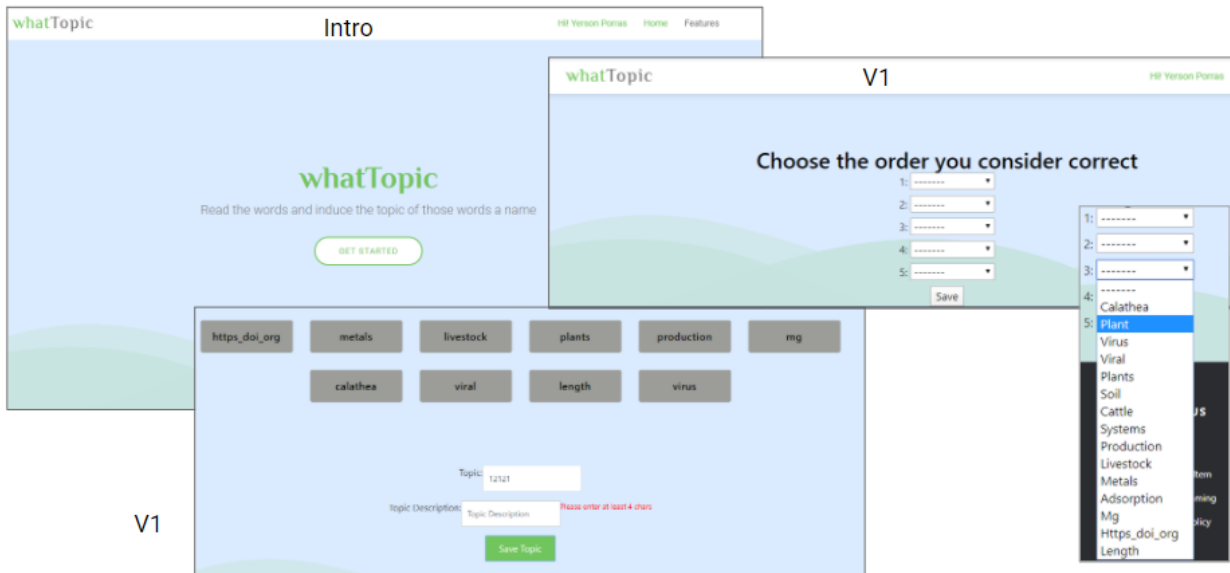 whatTopic
Intro
Hi! Yerson Porras Home Features
whatTopic
Read the words and induce the topic of those words a name
GET STARTED
whatTopic
V1
Hi! Yerson Porras
Choose the order you consider correct
1: -------
2: -------
3: -------
4: -------
5: -------
Save
1: -------
2: -------
3: -------
-------
4:
Calathea
5:
Plant
Virus
Viral
Plants
Soil
Cattle
US
Systems
Production
Livestock
Metals
Adsorption
Mg
Https_doi_org
Length
https_doi_org metals livestock plants production mg
calathea viral length virus
Topic: 12121
Topic Description: Topic Description Please enter at least 4 chars
Save Topic
V1